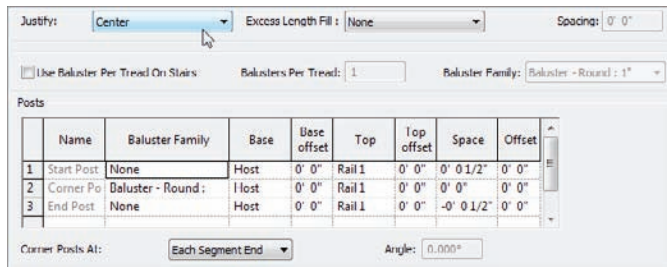 Justify: Center Excess Length Fill : None Spacing: 0' 0"
Use Baluster Per Tread On Stairs Balusters Per Tread: 1 Baluster Family: Baluster - Round : 1"
Posts
Name Baluster Family Base Base offset Top Top offset Space Offset
1 Start Post None Host 0' 0" Rail 1 0' 0" 0' 0 1/2" 0' 0"
2 Corner Po Baluster - Round : Host 0' 0" Rail 1 0' 0" 0' 0" 0' 0"
3 End Post None Host 0' 0" Rail 1 0' 0" -0' 0 1/2" 0' 0"
Corner Posts At: Each Segment End Angle: 0.000°